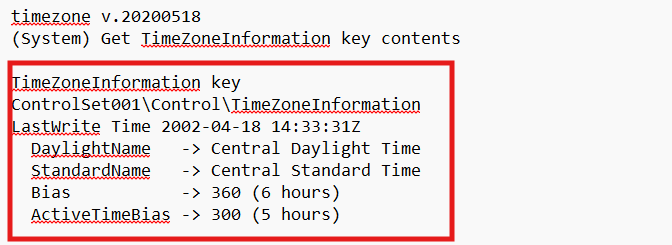 timezone v.20200518
(System) Get TimeZoneInformation key contents
TimeZoneInformation key
ControlSet001\Control\TimeZoneInformation
LastWrite Time 2002-04-18 14:33:31Z
DaylightName -> Central Daylight Time
StandardName -> Central Standard Time
Bias -> 360 (6 hours)
ActiveTimeBias -> 300 (5 hours)